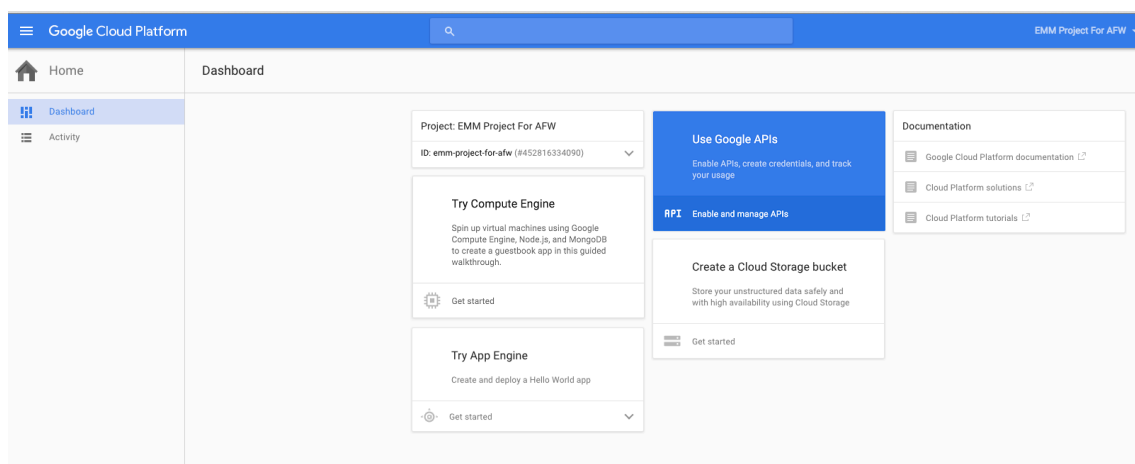 Google Cloud Platform
EMM Project For AFW
Home
Dashboard
Dashboard
Activity
Project: EMM Project For AFW
ID: emm-project-for-afw (#452816334090)
Try Compute Engine
Spin up virtual machines using Google
Compute Engine, Node.js, and MongoDB
to create a guestbook app in this guided
walkthrough.
Get started
Try App Engine
Create and deploy a Hello World app
Get started
Use Google APIs
Enable APIs, create credentials, and track
your usage
API Enable and manage APIs
Create a Cloud Storage bucket
Store your unstructured data safely and
with high availability using Cloud Storage
Get started
Documentation
Google Cloud Platform documentation
Cloud Platform solutions
Cloud Platform tutorials